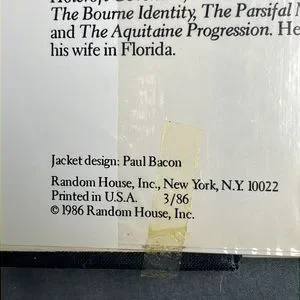 The Bourne Identity, The Parsifal
and The Aquitaine Progression. He
his wife in Florida.
Jacket design: Paul Bacon
Random House, Inc., New York, N.Y. 10022
Printed in U.S.A. 3/86
© 1986 Random House, Inc.